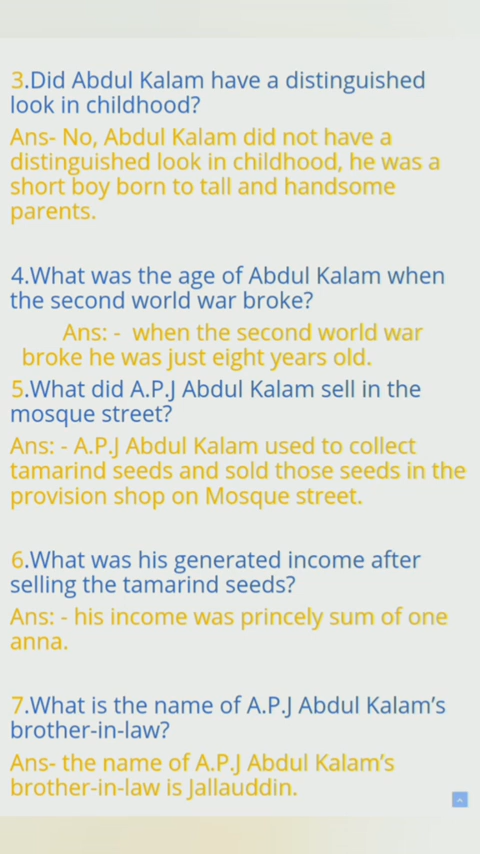 3.Did Abdul Kalam have a distinguished
look in childhood?
Ans- No, Abdul Kalam did not have a
distinguished look in childhood, he was a
short boy born to tall and handsome
parents.
4.What was the age of Abdul Kalam when
the second world war broke?
Ans: - when the second world war
broke he was just eight years old.
5.What did A.P.J Abdul Kalam sell in the
mosque street?
Ans: - A.P.J Abdul Kalam used to collect
tamarind seeds and sold those seeds in the
provision shop on Mosque street.
6.What was his generated income after
selling the tamarind seeds?
Ans: - his income was princely sum of one
anna.
7.What is the name of A.P.J Abdul Kalam’s
brother-in-law?
Ans- the name of A.P.J Abdul Kalam’s
brother-in-law is Jallauddin.